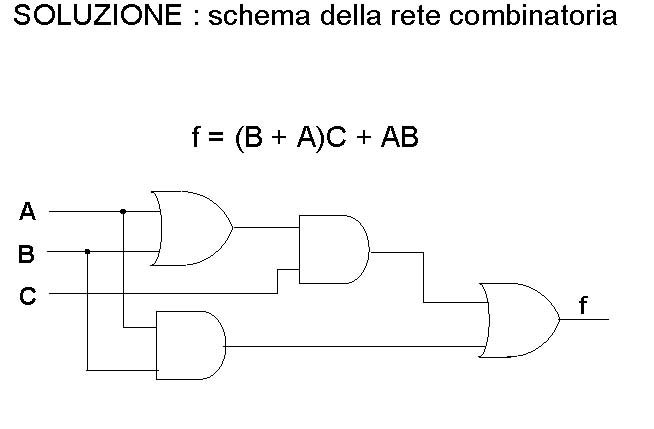 SOLUZIONE : schema della rete combinatoria
f = (B + A)C + AB
A
B
C
f